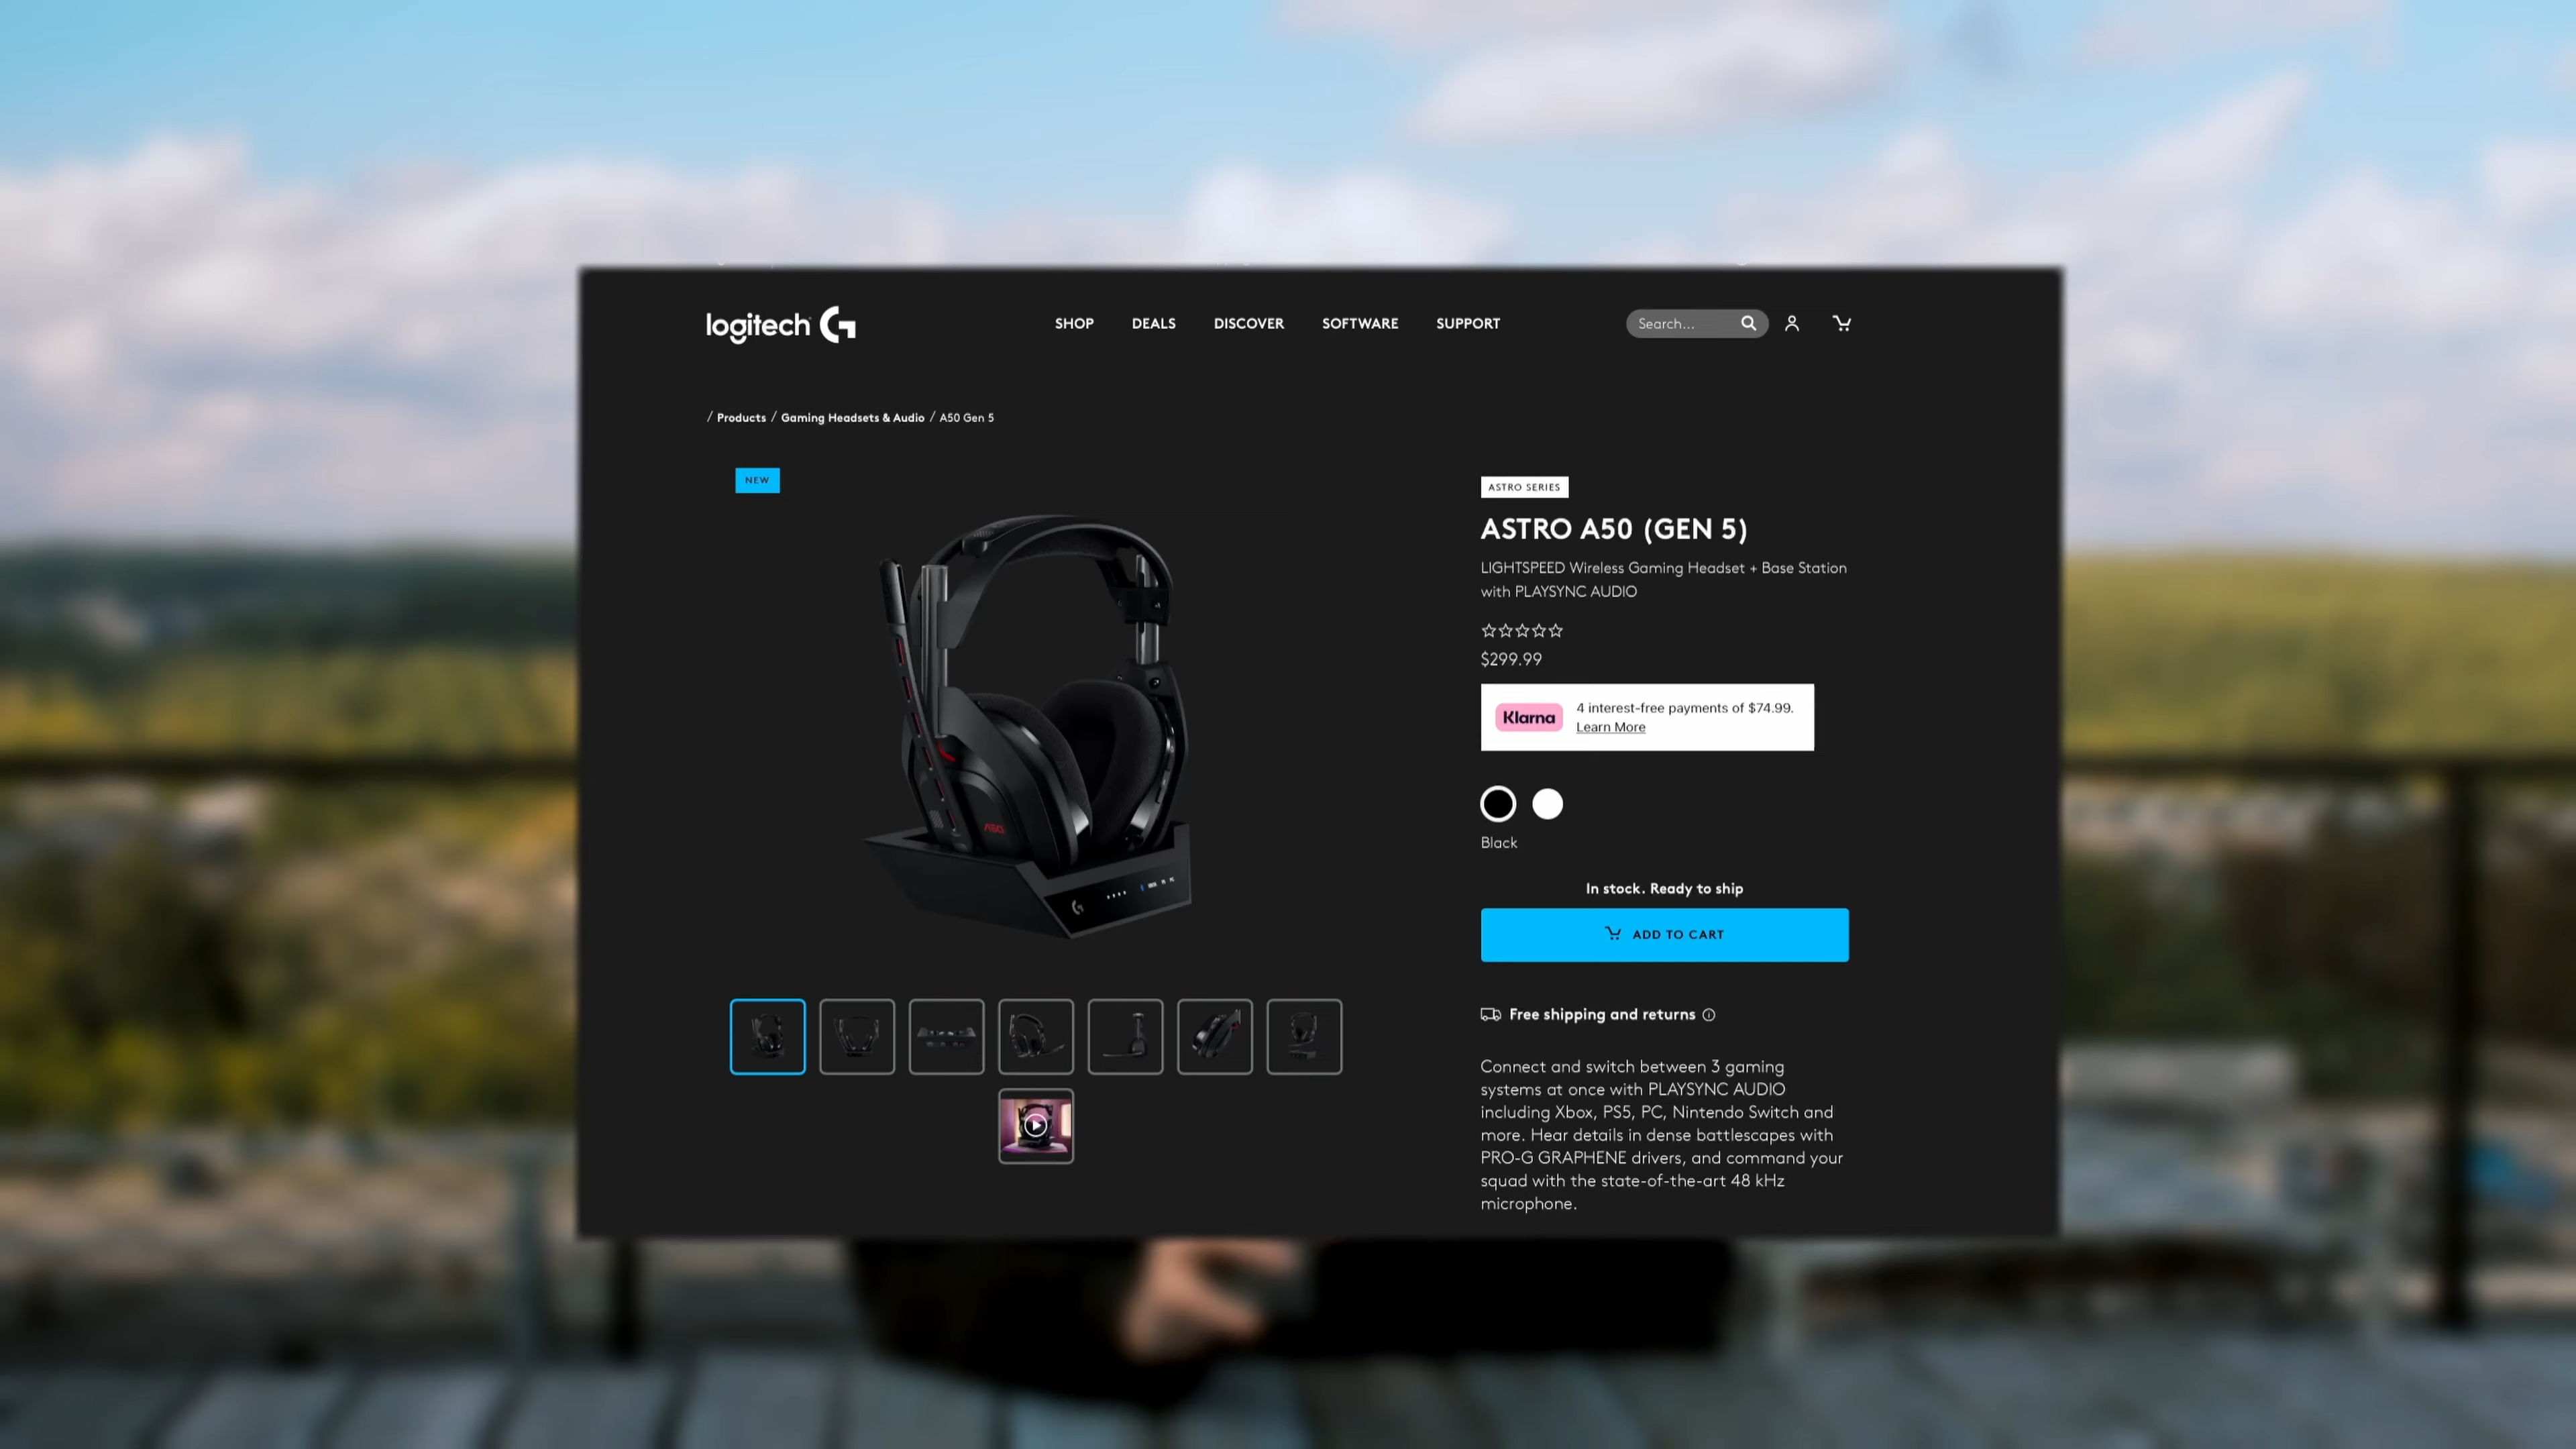 logitech G
SHOP DEALS DISCOVER SOFTWARE SUPPORT
Search...
/ Products / Gaming Headsets & Audio / A50 Gen 5
NEW
A50
ASTRO SERIES
ASTRO A50 (GEN 5)
LIGHTSPEED Wireless Gaming Headset + Base Station
with PLAYSYNC AUDIO
$299.99
Klarna
4 interest-free payments of $74.99.
Learn More
Black
In stock. Ready to ship
ADD TO CART
Free shipping and returns
Connect and switch between 3 gaming
systems at once with PLAYSYNC AUDIO
including Xbox, PS5, PC, Nintendo Switch and
more. Hear details in dense battlescapes with
PRO-G GRAPHENE drivers, and command your
squad with the state-of-the-art 48 kHz
microphone.